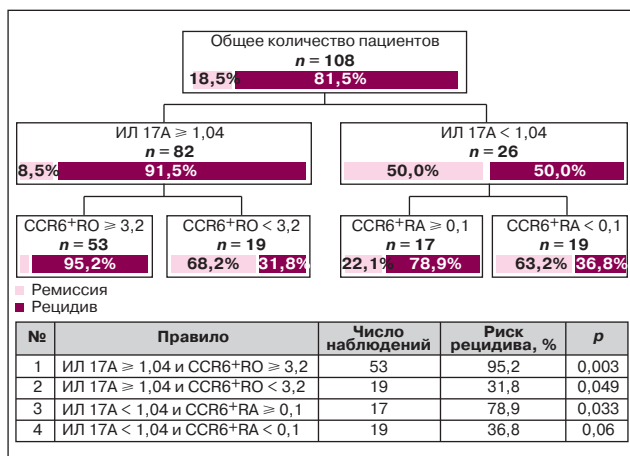 Общее количество пациентов
n = 108
18,5% 81,5%
ИЛ 17А ≥ 1,04 ИЛ 17А < 1,04
n = 82 n = 26
8,5% 91,5% 50,0% 50,0%
CCR6+RO ≥ 3,2 CCR6+RO < 3,2 CCR6+RA ≥ 0,1 CCR6+RA < 0,1
n = 53 n = 19 n = 17 n = 19
95,2% 68,2% 31,8% 22,1% 78,9% 63,2% 36,8%
Ремиссия
Рецидив
№ Правило Число наблюдений Риск рецидива, % p
1 ИЛ 17А ≥ 1,04 и CCR6+RO ≥ 3,2 53 95,2 0,003
2 ИЛ 17А ≥ 1,04 и CCR6+RO < 3,2 19 31,8 0,049
3 ИЛ 17А < 1,04 и CCR6+RA ≥ 0,1 17 78,9 0,033
4 ИЛ 17А < 1,04 и CCR6+RA < 0,1 19 36,8 0,06